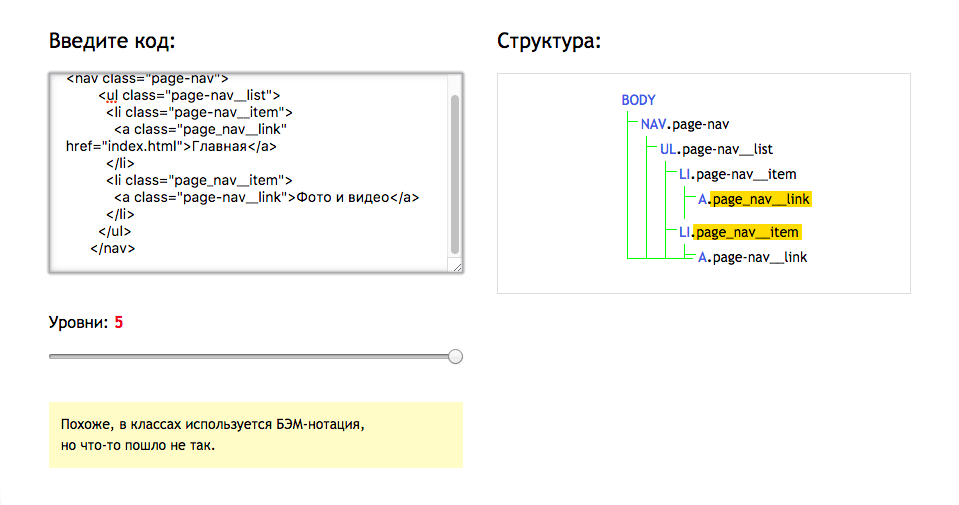 Введите код:
<nav class="page-nav">
<ul class="page-nav__list">
<li class="page-nav__item">
<a class="page_nav__link"
href="index.html">Главная</a>
</li>
<li class="page_nav__item">
<a class="page-nav__link">Фото и видео</a>
</li>
</ul>
</nav>
Уровни: 5
Похоже, в классах используется БЭМ-нотация,
но что-то пошло не так.
Структура:
BODY
NAV.page-nav
UL.page-nav__list
LI.page-nav__item
A.page_nav__link
LI.page_nav__item
A.page-nav__link